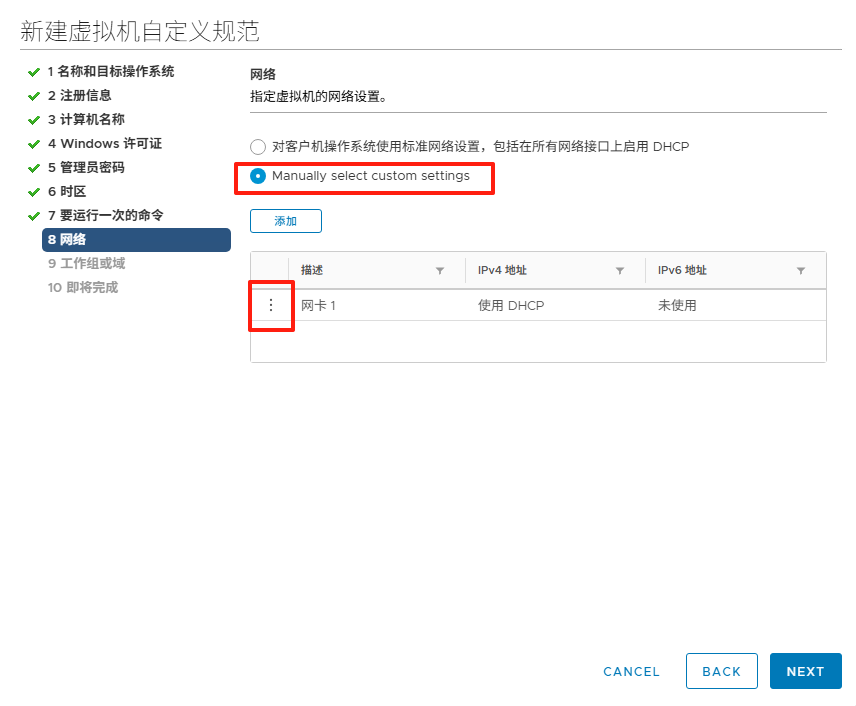 新建虚拟机自定义规范
1 名称和目标操作系统
2 注册信息
3 计算机名称
4 Windows 许可证
5 管理员密码
6 时区
7 要运行一次的命令
8 网络
9 工作组或域
10 即将完成
网络
指定虚拟机的网络设置。
对客户机操作系统使用标准网络设置，包括在所有网络接口上启用 DHCP
Manually select custom settings
添加
描述 IPv4 地址 IPv6 地址
网卡 1 使用 DHCP 未使用
CANCEL BACK NEXT